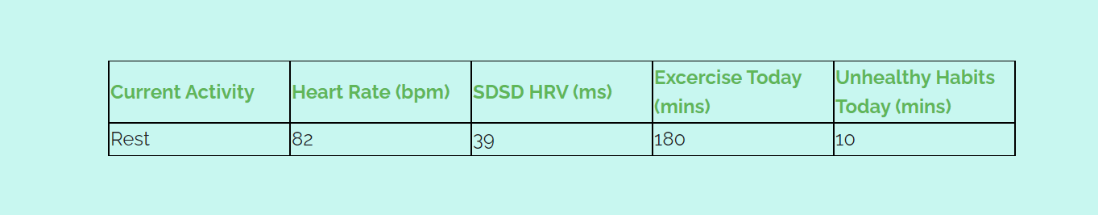 Current Activity Heart Rate (bpm) SDSD HRV (ms) Excercise Today (mins) Unhealthy Habits Today (mins)
Rest 82 39 180 10